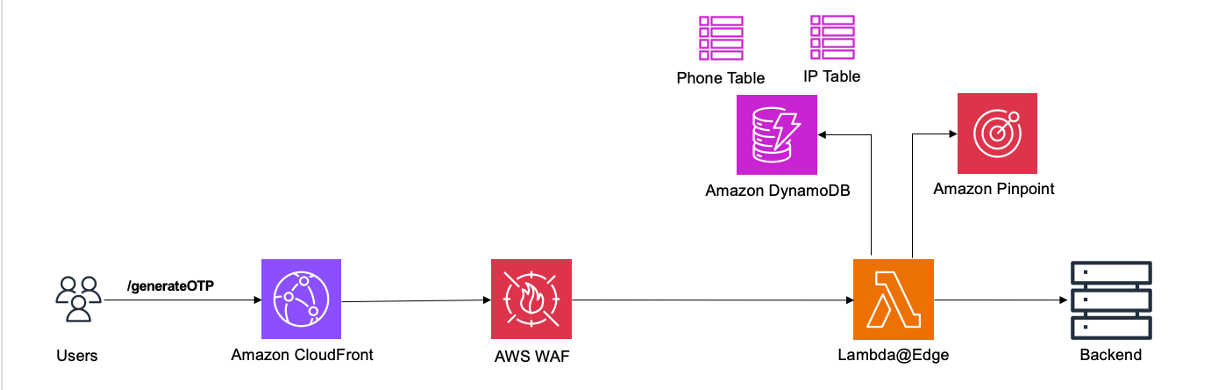 Phone Table
IP Table
Amazon DynamoDB
Amazon Pinpoint
/generateOTP
Users
Amazon CloudFront
AWS WAF
Lambda@Edge
Backend